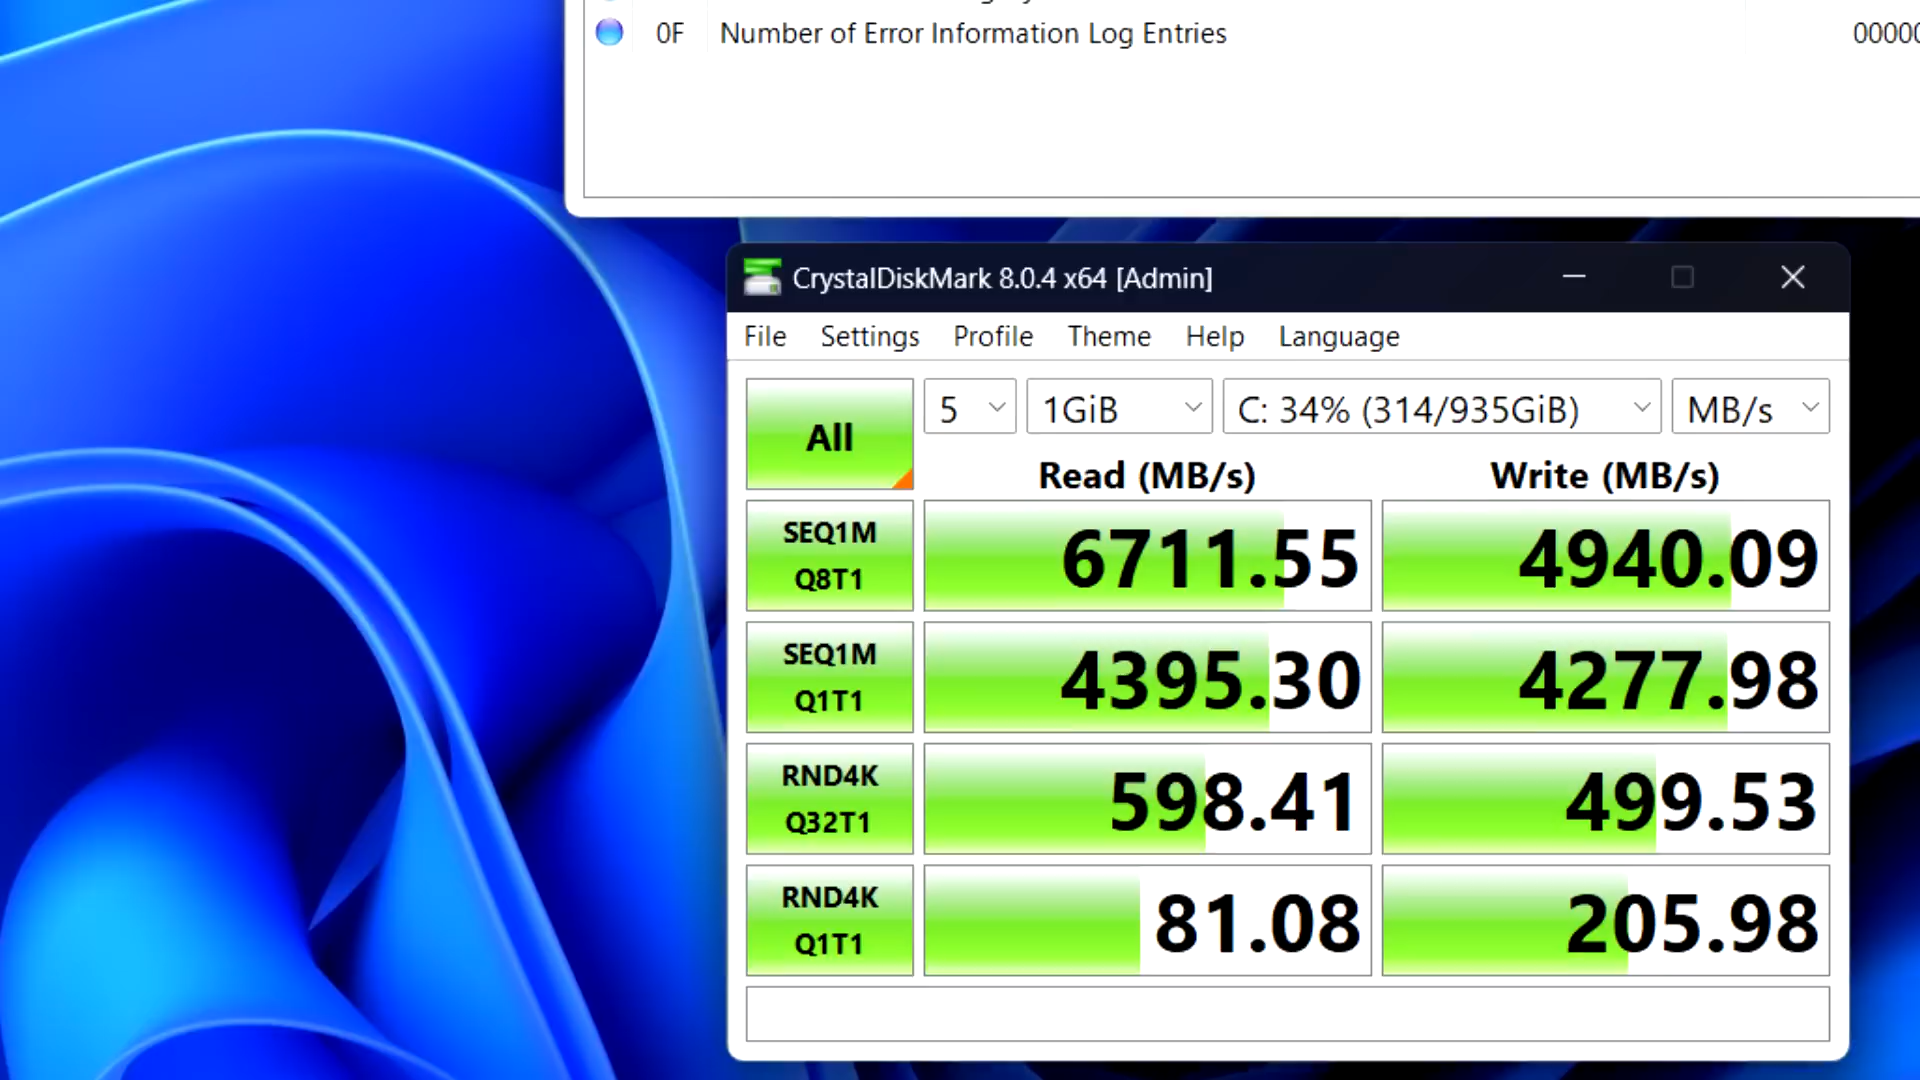 0F Number of Error Information Log Entries 00000
CrystalDiskMark 8.0.4 x64 [Admin]
File Settings Profile Theme Help Language
All 5 1GiB C: 34% (314/935GiB) MB/s
Read (MB/s) Write (MB/s)
SEQ1M
Q8T1
6711.55 4940.09
SEQ1M
Q1T1
4395.30 4277.98
RND4K
Q32T1
598.41 499.53
RND4K
Q1T1
81.08 205.98